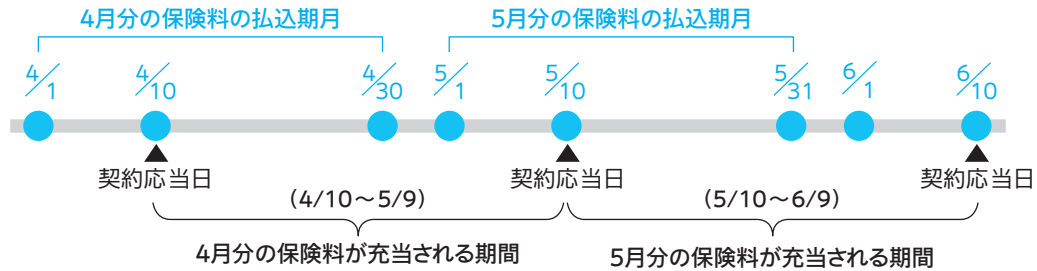 4月分の保険料の払込期月 5月分の保険料の払込期月
4/1 4/10 4/30 5/1 5/10 5/31 6/1 6/10
契約応当日 契約応当日 契約応当日
(4/10～5/9) (5/10～6/9)
4月分の保険料が充当される期間 5月分の保険料が充当される期間